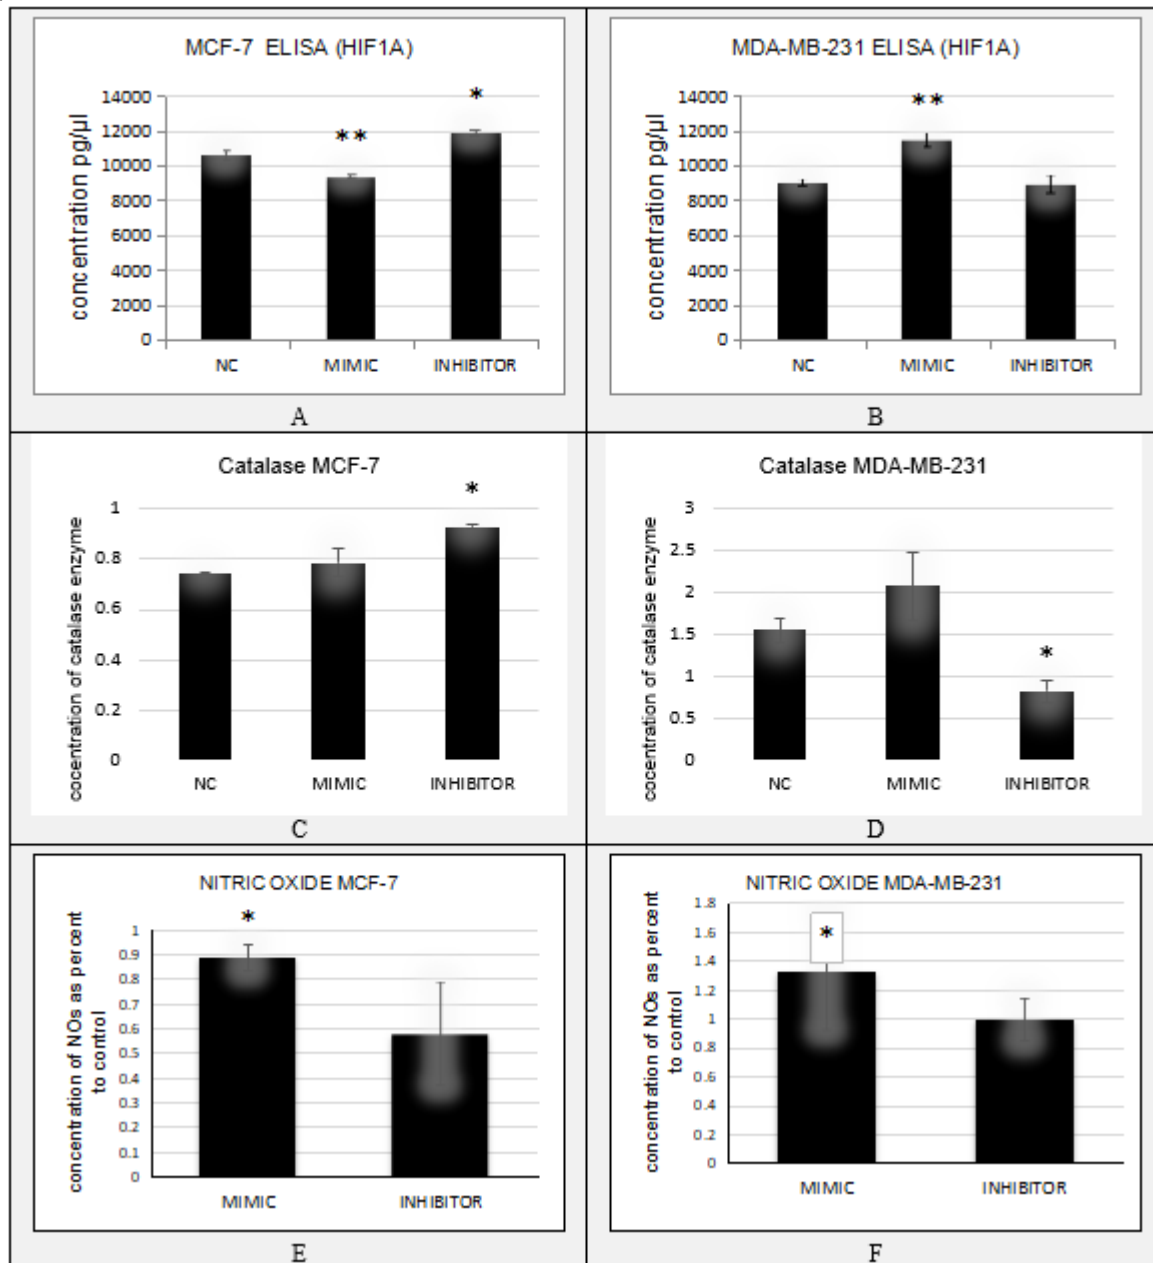 MCF-7 ELISA (HIF1A)
concentration pg/µl
14000
12000
10000
8000
6000
4000
2000
0
*
**
NC
MIMIC
INHIBITOR
A
MDA-MB-231 ELISA (HIF1A)
concentration pg/µl
14000
12000
10000
8000
6000
4000
2000
0
**
NC
MIMIC
INHIBITOR
B
Catalase MCF-7
cocentration of catalase enzyme
1
0.8
0.6
0.4
0.2
0
*
NC
MIMIC
INHIBITOR
C
Catalase MDA-MB-231
cocentration of catalase enzyme
3
2.5
2
1.5
1
0.5
0
*
NC
MIMIC
INHIBITOR
D
NITRIC OXIDE MCF-7
concentration of NOs as percent
to control
1
0.9
0.8
0.7
0.6
0.5
0.4
0.3
0.2
0.1
0
*
MIMIC
INHIBITOR
E
NITRIC OXIDE MDA-MB-231
concentration of NOs as percent
to control
1.8
1.6
1.4
1.2
1
0.8
0.6
0.4
0.2
0
*
MIMIC
INHIBITOR
F